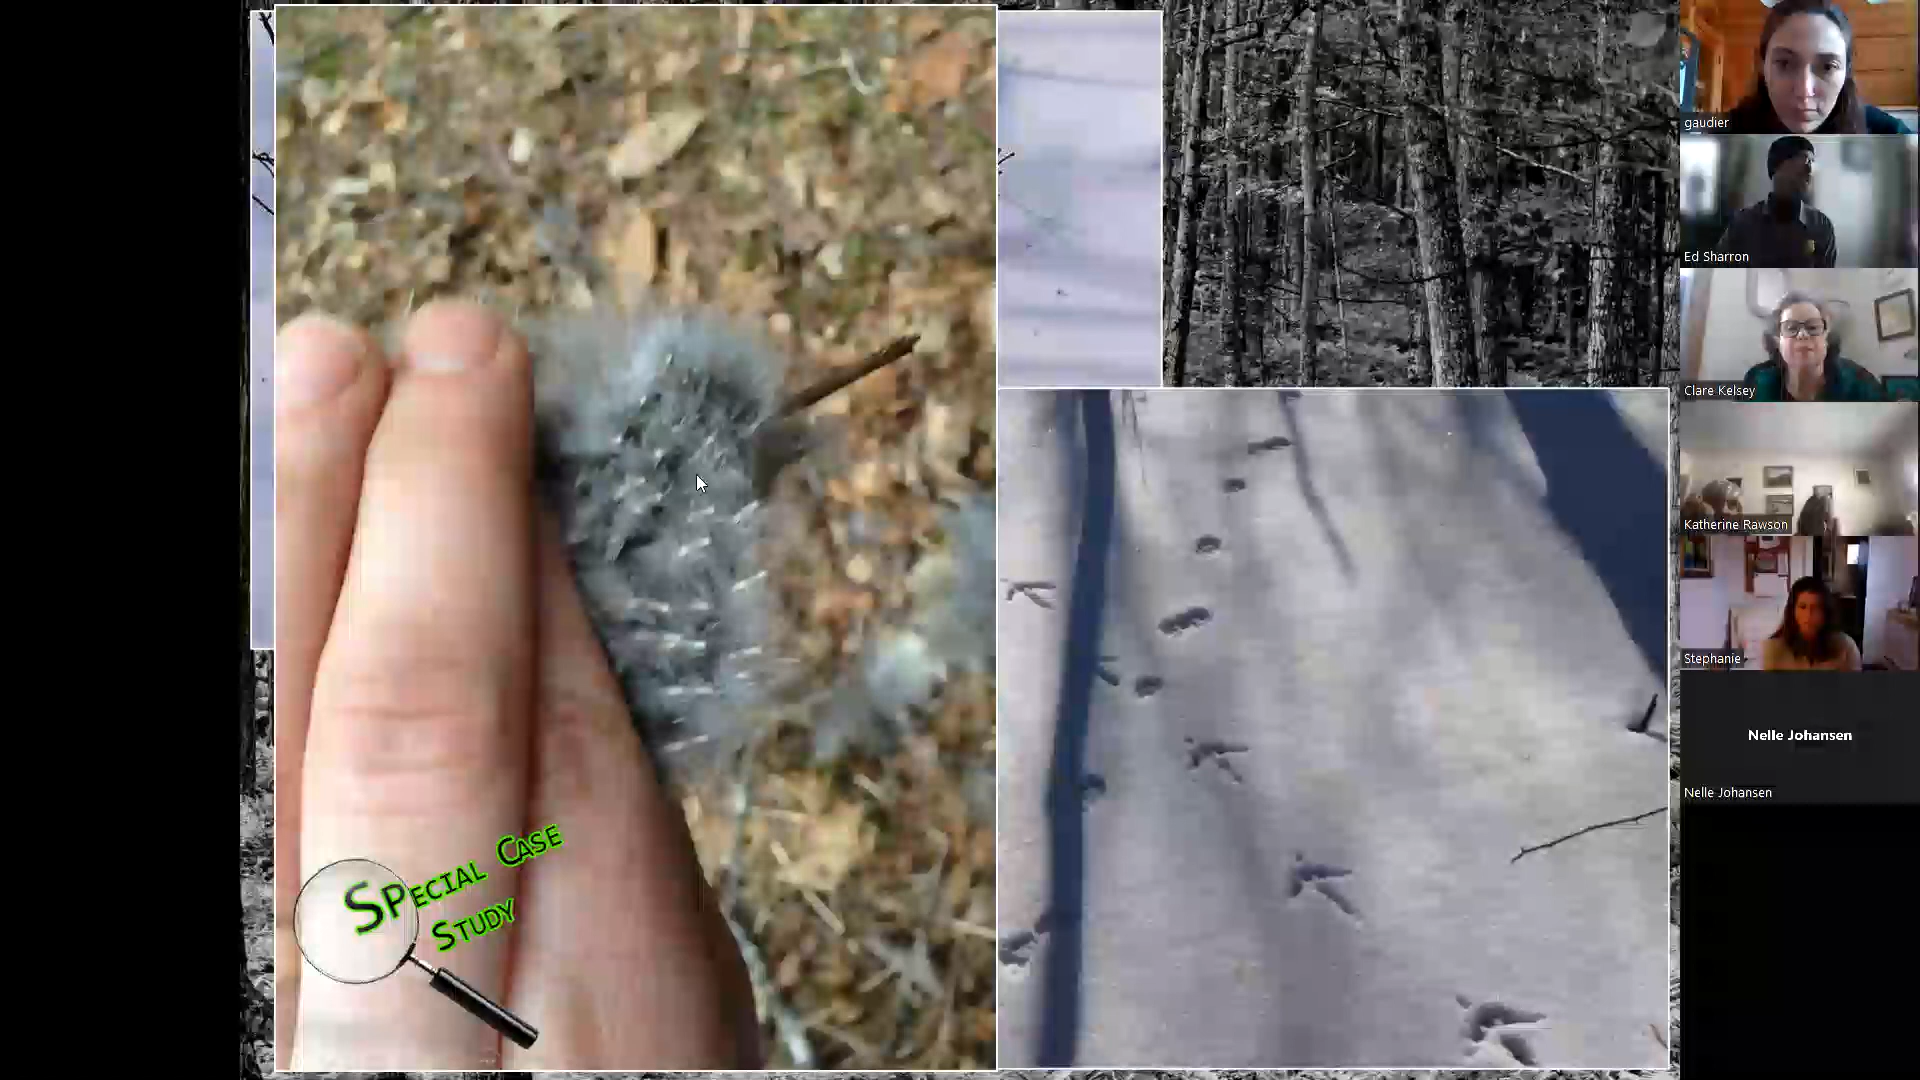 SPECIAL CASE
STUDY
gaudier
Ed Sharron
Clare Kelsey
Katherine Rawson
Stephanie
Nelle Johansen
Nelle Johansen